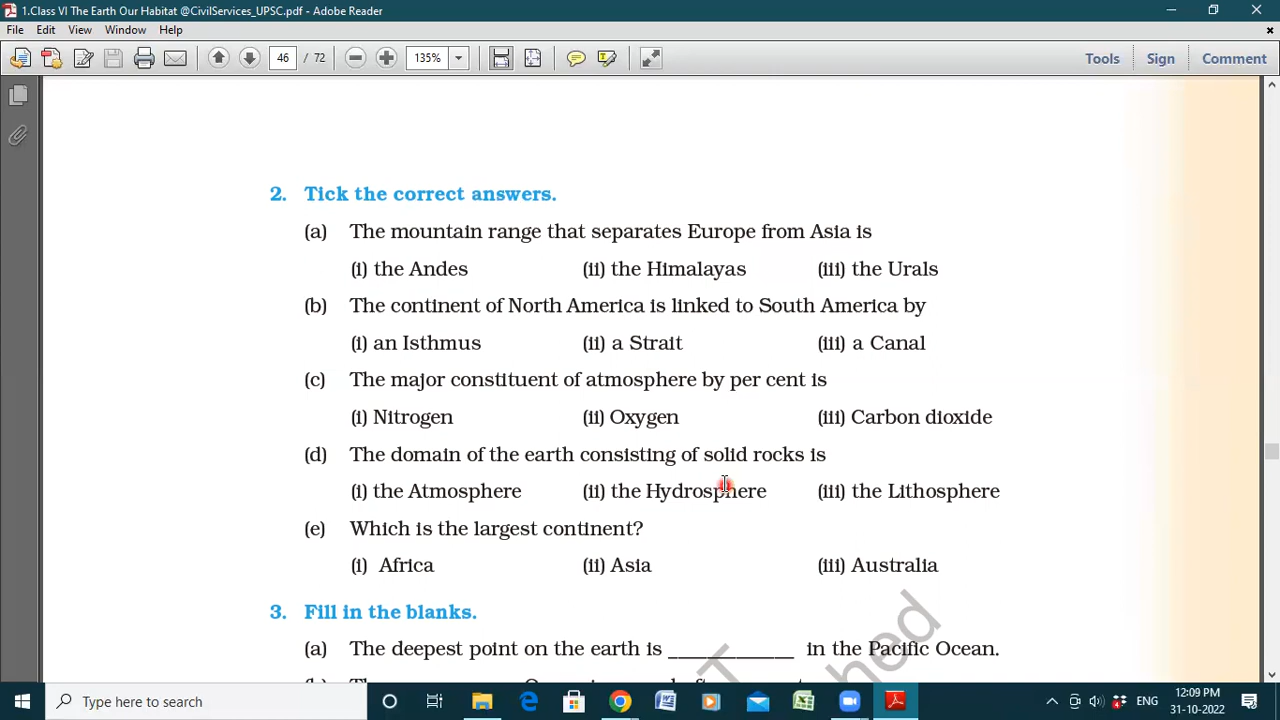 1.Class VI The Earth Our Habitat @CivilServices_UPSC.pdf - Adobe Reader
File Edit View Window Help
46 / 72 135% Tools Sign Comment
2. Tick the correct answers.
(a) The mountain range that separates Europe from Asia is
(i) the Andes (ii) the Himalayas (iii) the Urals
(b) The continent of North America is linked to South America by
(i) an Isthmus (ii) a Strait (iii) a Canal
(c) The major constituent of atmosphere by per cent is
(i) Nitrogen (ii) Oxygen (iii) Carbon dioxide
(d) The domain of the earth consisting of solid rocks is
(i) the Atmosphere (ii) the Hydrosphere (iii) the Lithosphere
(e) Which is the largest continent?
(i) Africa (ii) Asia (iii) Australia
3. Fill in the blanks.
(a) The deepest point on the earth is ____________ in the Pacific Ocean.
Type here to search
ENG
12:09 PM
31-10-2022